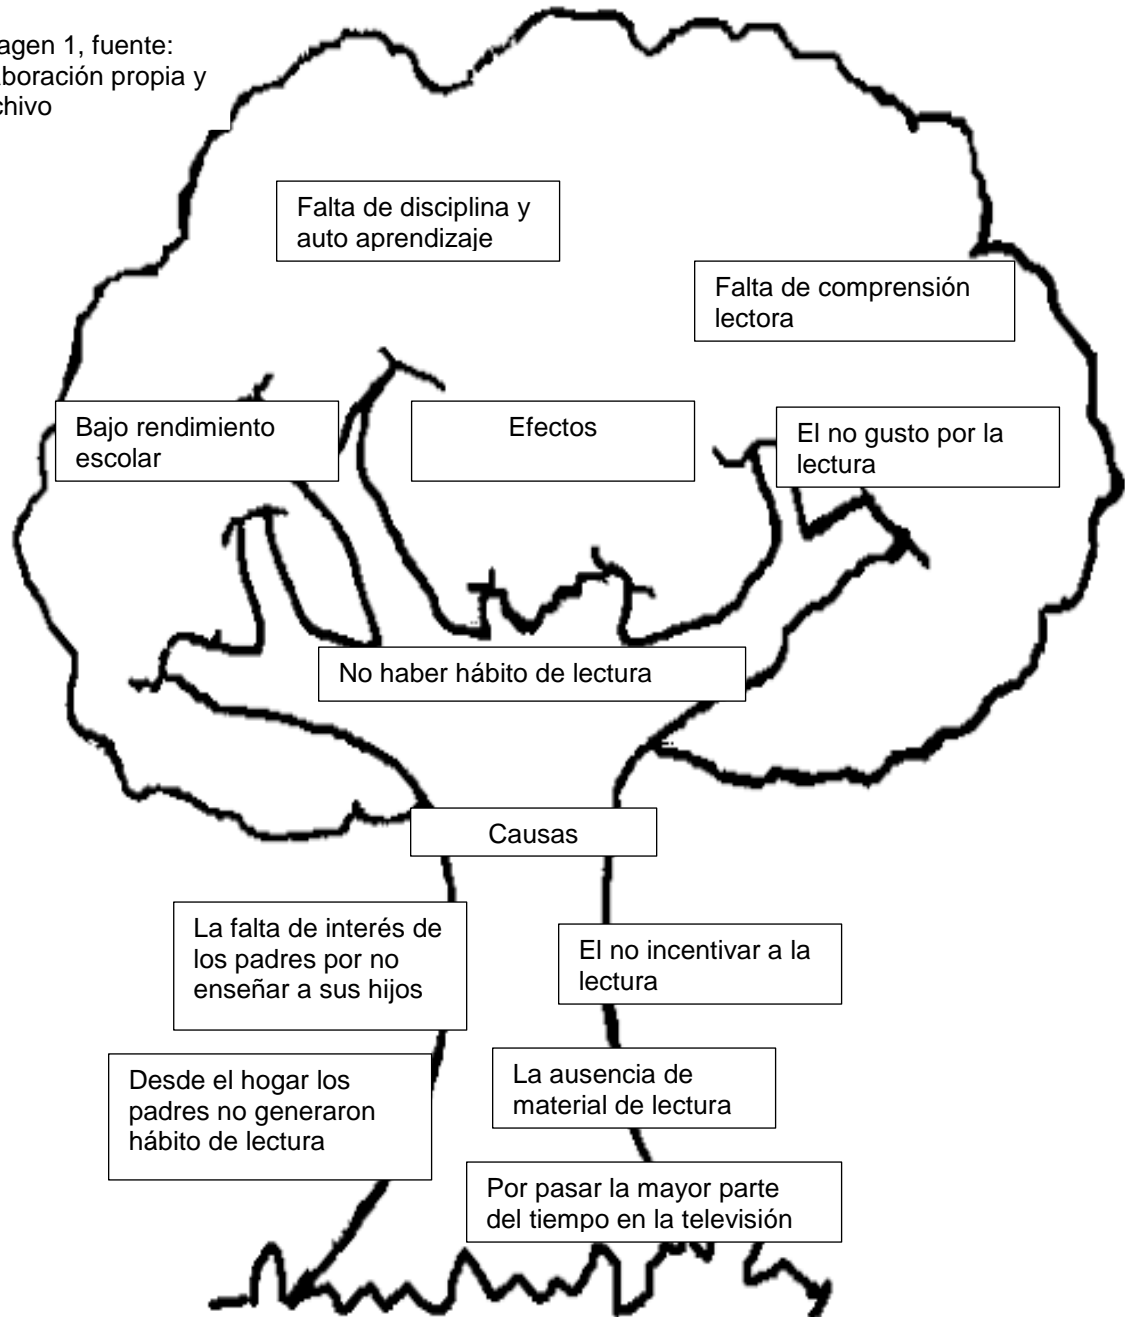 agen 1, fuente:
boración propia y
chivo
Falta de disciplina y
auto aprendizaje
Falta de comprensión
lectora
Bajo rendimiento
escolar
Efectos
El no gusto por la
lectura
No haber hábito de lectura
Causas
La falta de interés de
los padres por no
enseñar a sus hijos
El no incentivar a la
lectura
Desde el hogar los
padres no generaron
hábito de lectura
La ausencia de
material de lectura
Por pasar la mayor parte
del tiempo en la televisión